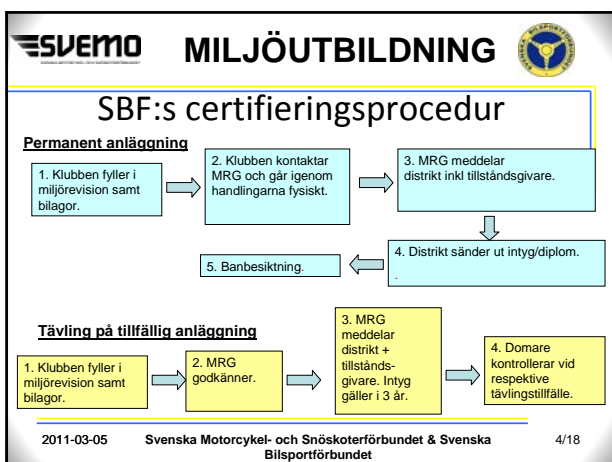 SVEMO
MILJÖUTBILDNING
SVENSKA BILSPORTFÖRBUNDET
SBF:s certifieringsprocedur
Permanent anläggning
1. Klubben fyller i
miljörevision samt
bilagor.
2. Klubben kontaktar
MRG och går igenom
handlingarna fysiskt.
3. MRG meddelar
distrikt inkl tillståndsgivare.
4. Distrikt sänder ut intyg/diplom.
.
5. Banbesiktning.
Tävling på tillfällig anläggning
1. Klubben fyller i
miljörevision samt
bilagor.
2. MRG
godkänner.
3. MRG
meddelar
distrikt +
tillstånds-
givare. Intyg
gäller i 3 år.
4. Domare
kontrollerar vid
respektive
tävlingstillfälle.
2011-03-05
Svenska Motorcykel- och Snöskoterförbundet & Svenska
Bilsportförbundet
4/18